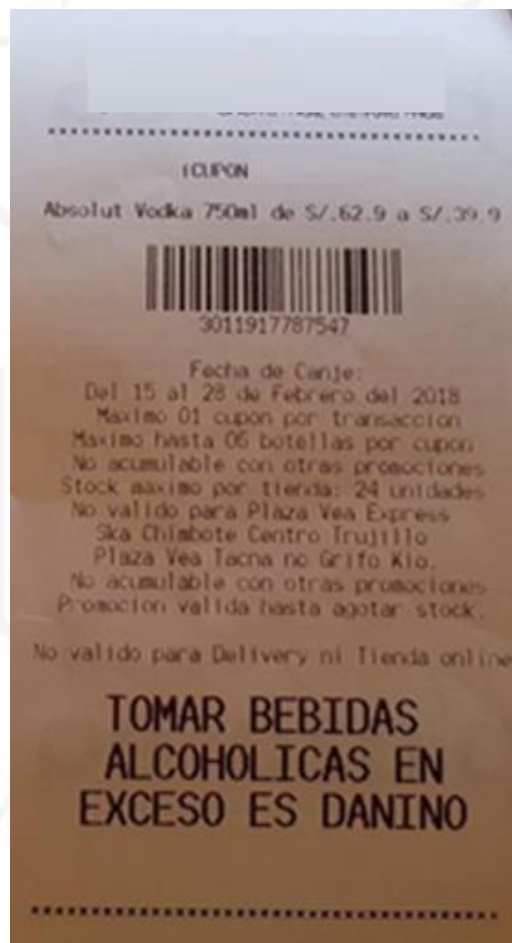 1CUPON
Absolut Vodka 750ml de S/.62.9 a S/.39.9
3011917787547
Fecha de Canje:
Del 15 al 28 de Febrero del 2018
Maximo 01 cupon por transaccion
Maximo hasta 06 botellas por cupon
No acumulable con otras promociones
Stock maximo por tienda: 24 unidades
No valido para Plaza Vea Express
Ska Chimbote Centro Trujillo
Plaza Vea Tacna no Grifo Kio.
No acumulable con otras promociones
Promocion valida hasta agotar stock.
No valido para Delivery ni Tienda online
TOMAR BEBIDAS
ALCOHOLICAS EN
EXCESO ES DANINO